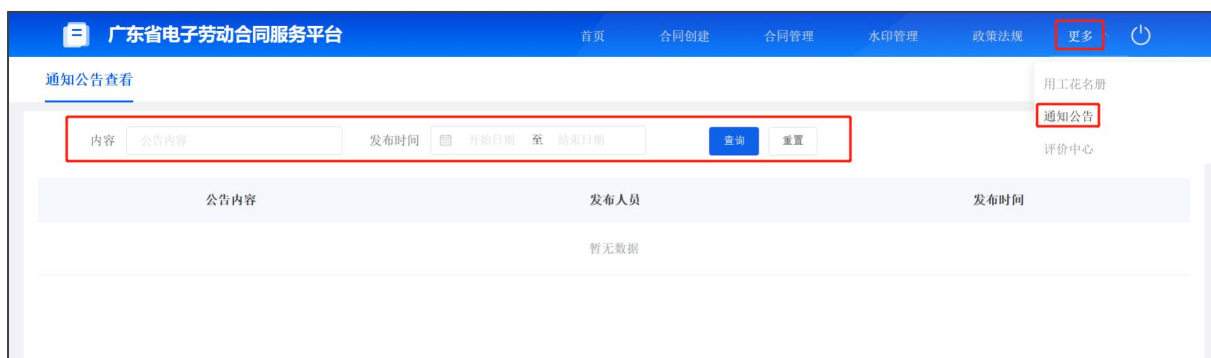 广东省电子劳动合同服务平台 首页 合同创建 合同管理 水印管理 政策法规 更多
通知公告查看
用工花名册
通知公告
评价中心
内容 公告内容 发布时间 开始日期 至 结束日期 查询 重置
公告内容 发布人员 发布时间
暂无数据